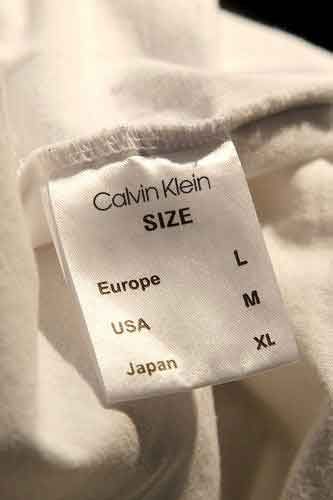 Calvin Klein
SIZE
Europe L
USA M
Japan XL